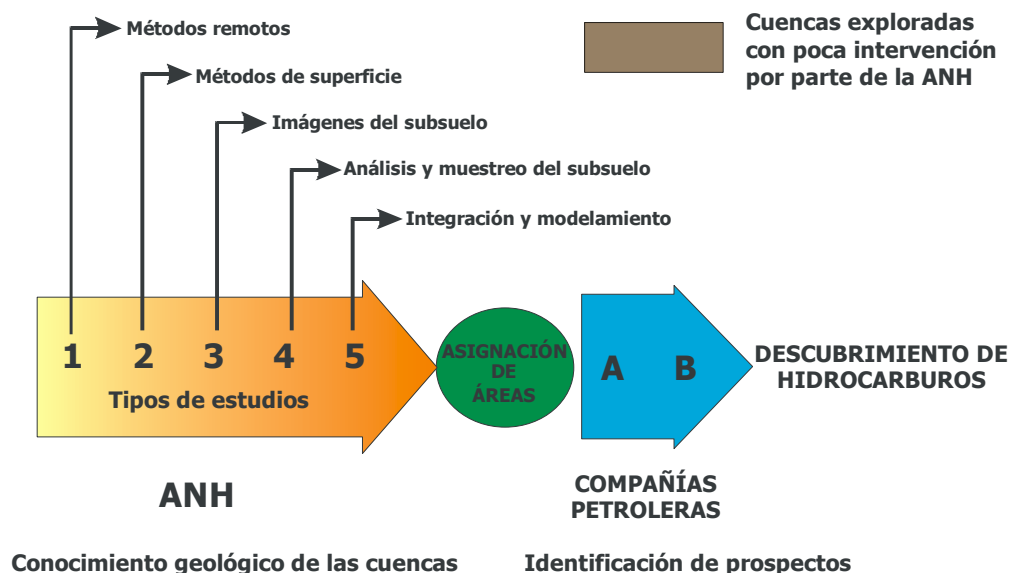 Métodos remotos
Métodos de superficie
Imágenes del subsuelo
Análisis y muestreo del subsuelo
Integración y modelamiento
Cuencas exploradas
con poca intervención
por parte de la ANH
1 2 3 4 5
Tipos de estudios
ASIGNACIÓN
DE
ÁREAS
A B
DESCUBRIMIENTO DE
HIDROCARBUROS
ANH
COMPAÑÍAS
PETROLERAS
Conocimiento geológico de las cuencas
Identificación de prospectos